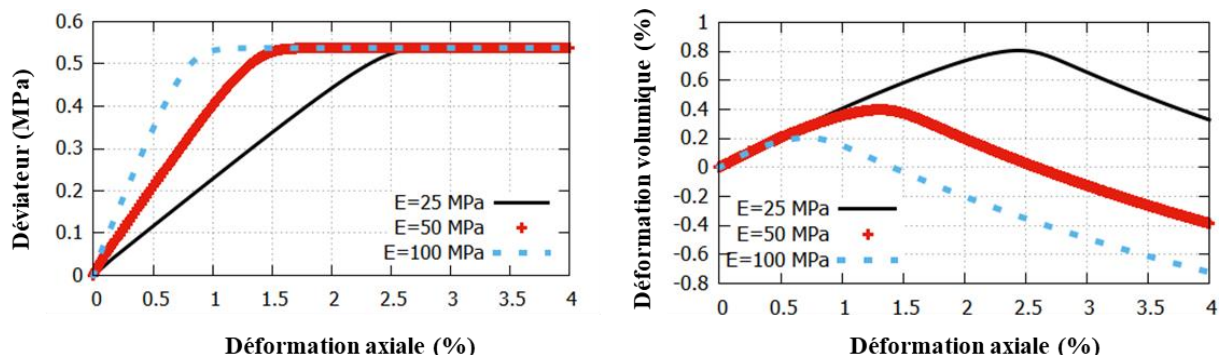 0.6
0.5
0.4
0.3
0.2
0.1
0
Déviateur (MPa)
E=25 MPa
E=50 MPa
E=100 MPa
0 0.5 1 1.5 2 2.5 3 3.5 4
Déformation axiale (%)
1
0.8
0.6
0.4
0.2
0
-0.2
-0.4
-0.6
-0.8
Déformation volumique (%)
E=25 MPa
E=50 MPa
E=100 MPa
0 0.5 1 1.5 2 2.5 3 3.5 4
Déformation axiale (%)